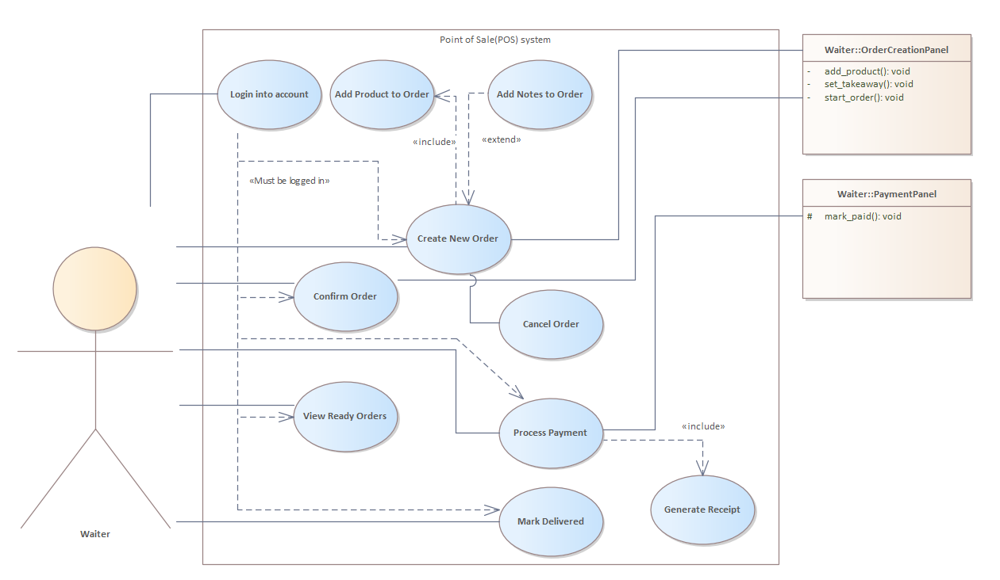 Point of Sale(POS) system
Login into account
Add Product to Order
Add Notes to Order
«include»
«extend»
«Must be logged in»
Create New Order
Confirm Order
Cancel Order
View Ready Orders
Process Payment
«include»
Generate Receipt
Mark Delivered
Waiter
Waiter::OrderCreationPanel
- add_product(): void
- set_takeaway(): void
- start_order(): void
Waiter::PaymentPanel
# mark_paid(): void